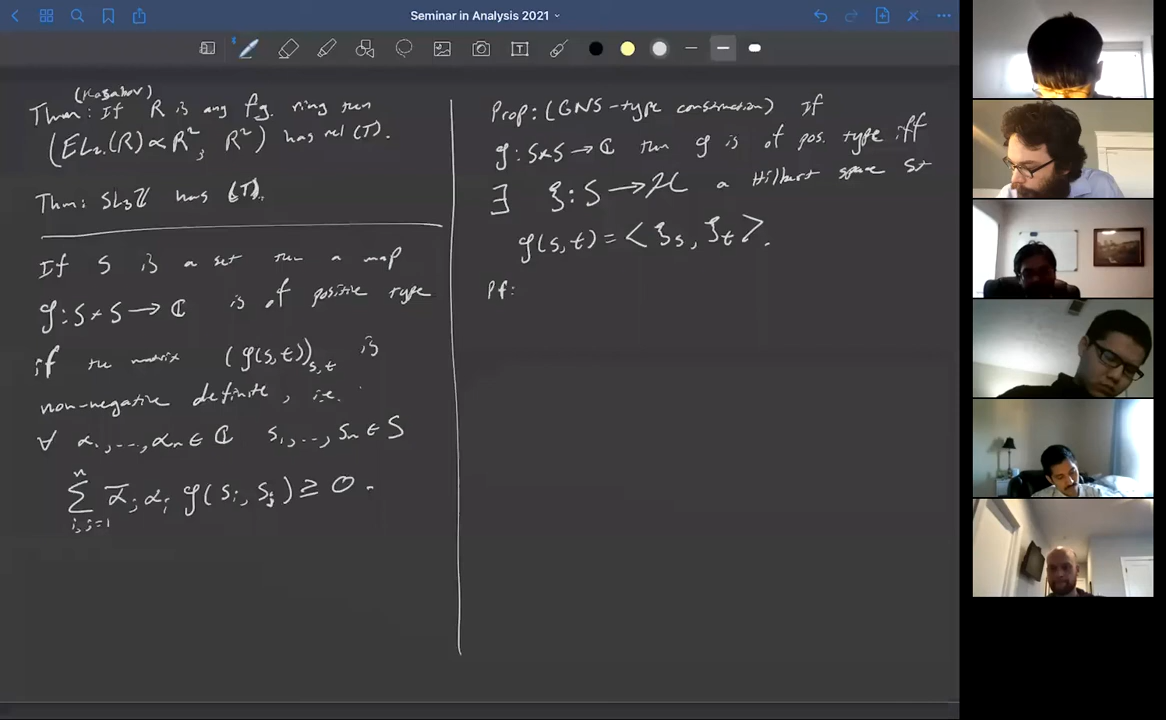 Seminar in Analysis 2021
(Kassabov)
Thm: If R is any f.g. ring then
(EL₂(R) ∝ R², R²) has rel (T).
Thm: SL₃ℤ has (T).
If S is a set then a map
φ: S×S → ℂ is of positive type
if the matrix (φ(s,t))ₛ,ₜ is
non-negative definite, i.e.
∀ α₁,...,αₙ ∈ ℂ s₁,...,sₙ ∈ S
n
∑ ᾱⱼ αᵢ φ(sᵢ, sⱼ) ≥ 0.
i,j=1
Prop: (GNS-type construction) If
φ: S×S → ℂ then φ is of pos. type iff
∃ ξ: S → ℋ a Hilbert space st
φ(s,t) = <ξₛ, ξₜ>.
Pf: